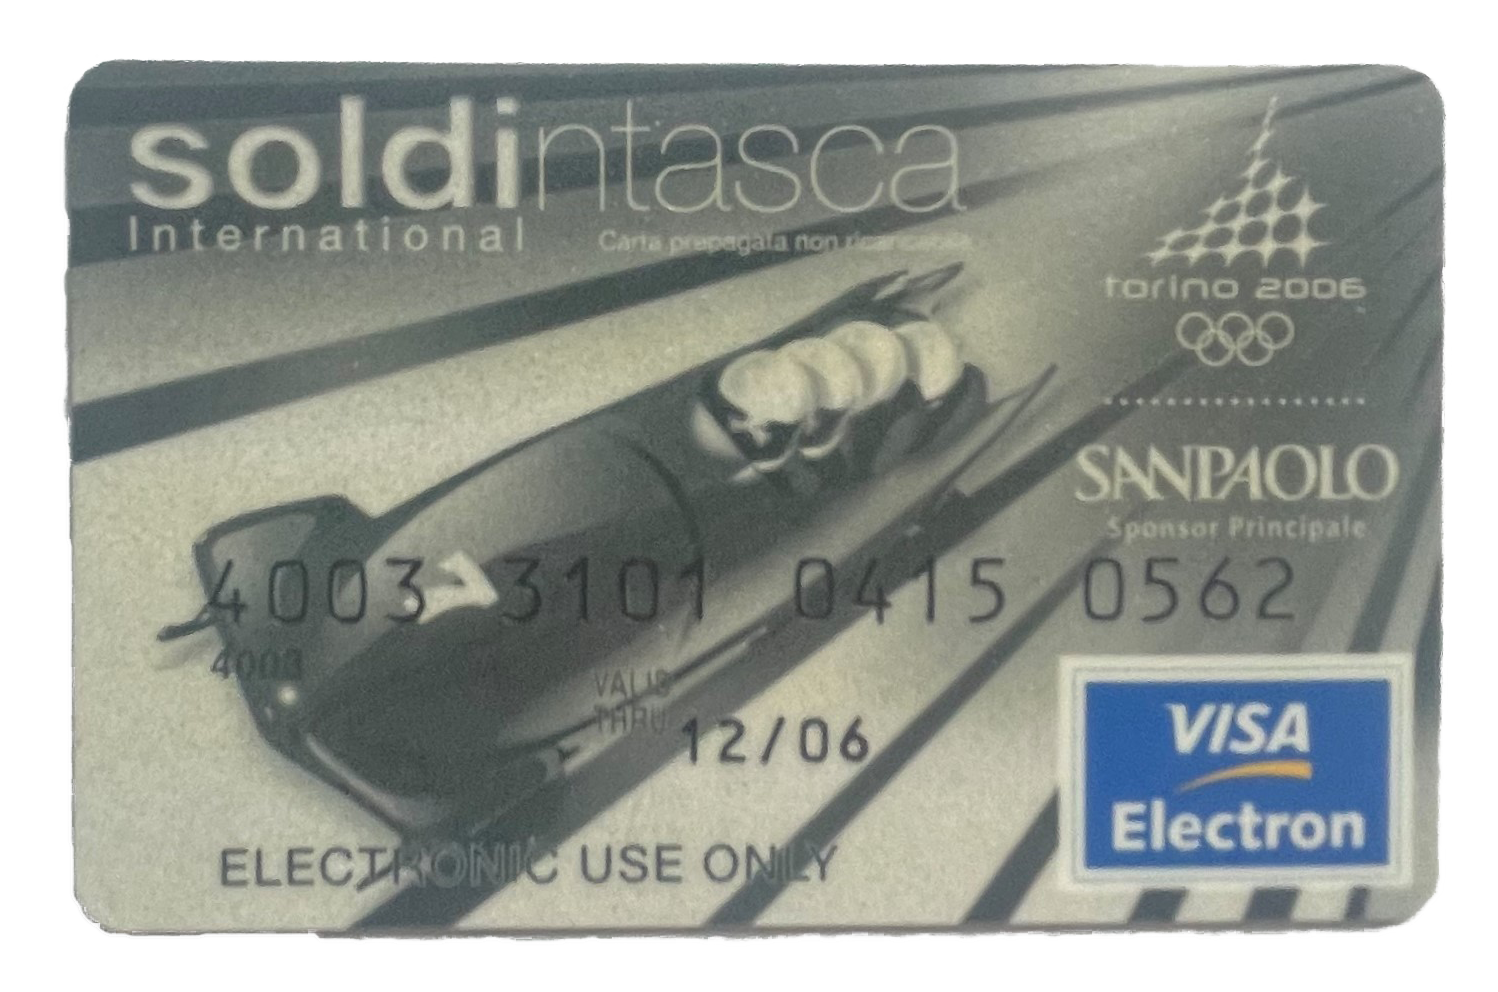 soldintasca
International
Carta prepagata non ricaricabile
torino 2006
SANPAOLO
Sponsor Principale
4003 3101 0415 0562
4003
VALID
THRU
12/06
ELECTRONIC USE ONLY
VISA
Electron